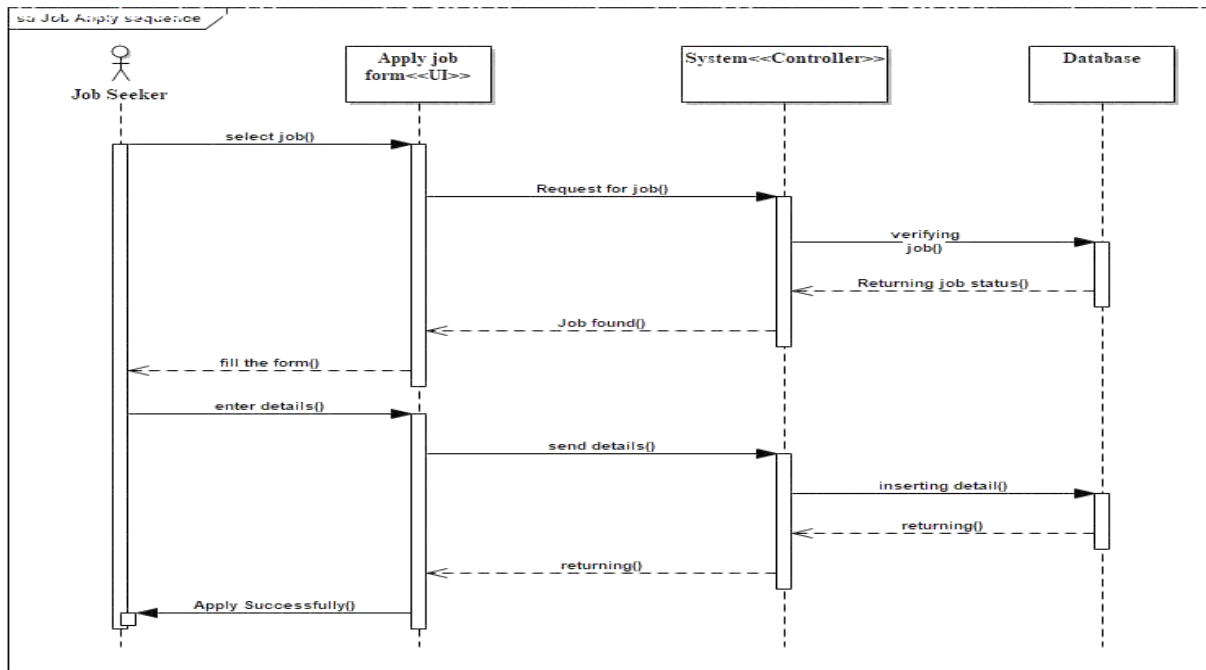 sd Job Apply sequence
Job Seeker
Apply job
form<<UI>>
System<<Controller>>
Database
select job()
Request for job()
verifying
job()
Returning job status()
Job found()
fill the form()
enter details()
send details()
inserting detail()
returning()
returning()
Apply Successfully()